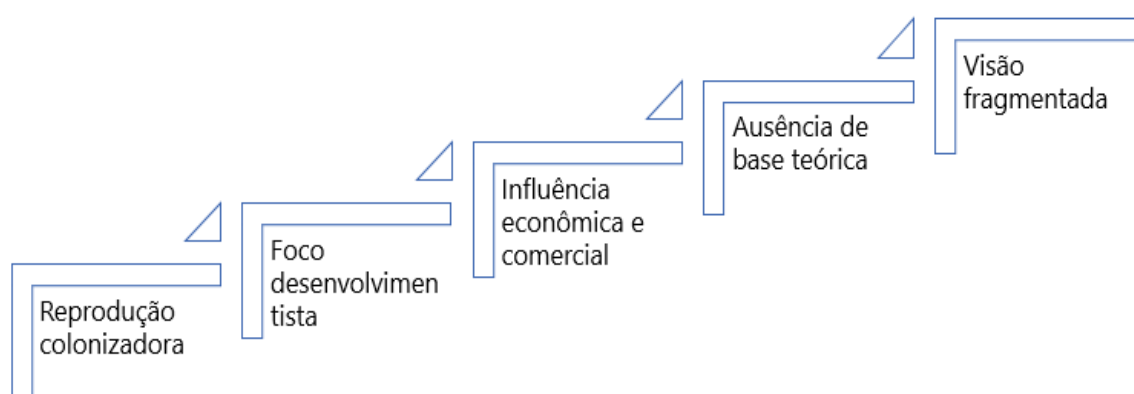 Reprodução
colonizadora
Foco
desenvolvimen
tista
Influência
econômica e
comercial
Ausência de
base teórica
Visão
fragmentada